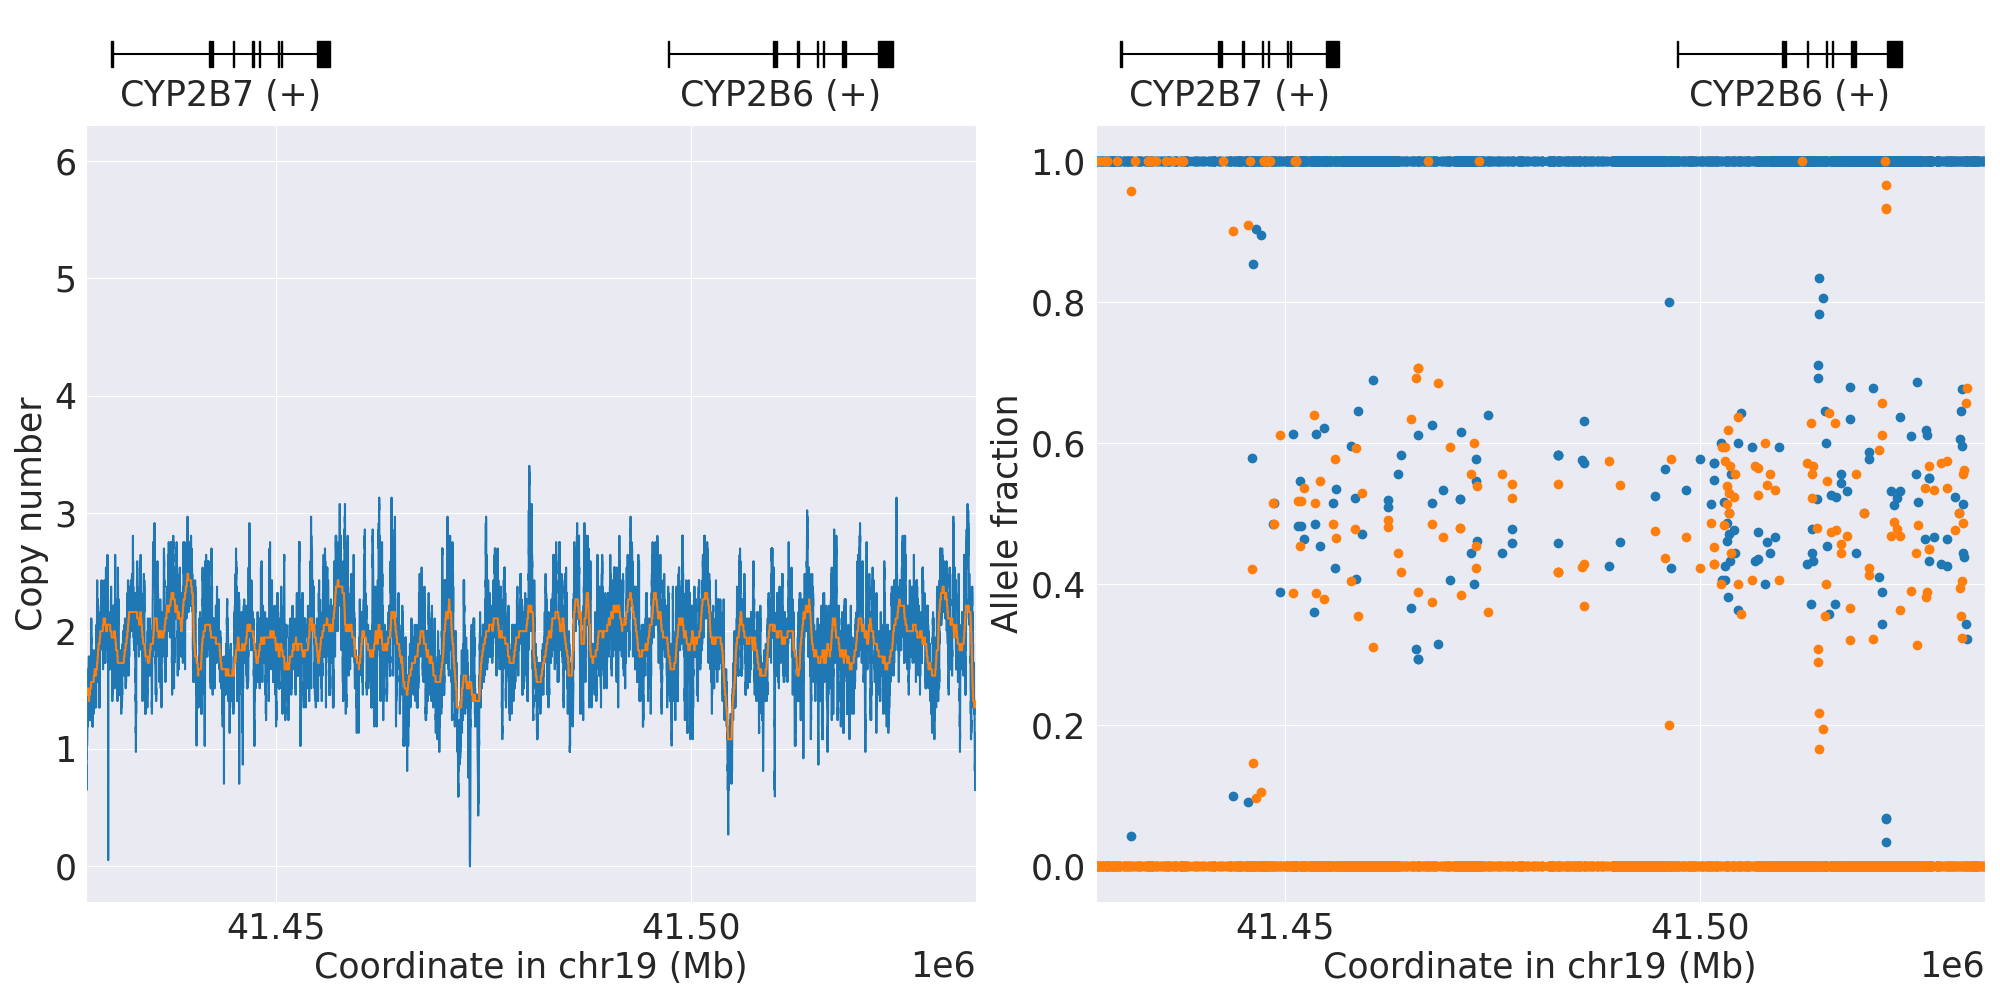 CYP2B7 (+)
CYP2B6 (+)
Copy number
6
5
4
3
2
1
0
41.45
41.50
Coordinate in chr19 (Mb)
1e6
CYP2B7 (+)
CYP2B6 (+)
Allele fraction
1.0
0.8
0.6
0.4
0.2
0.0
41.45
41.50
Coordinate in chr19 (Mb)
1e6